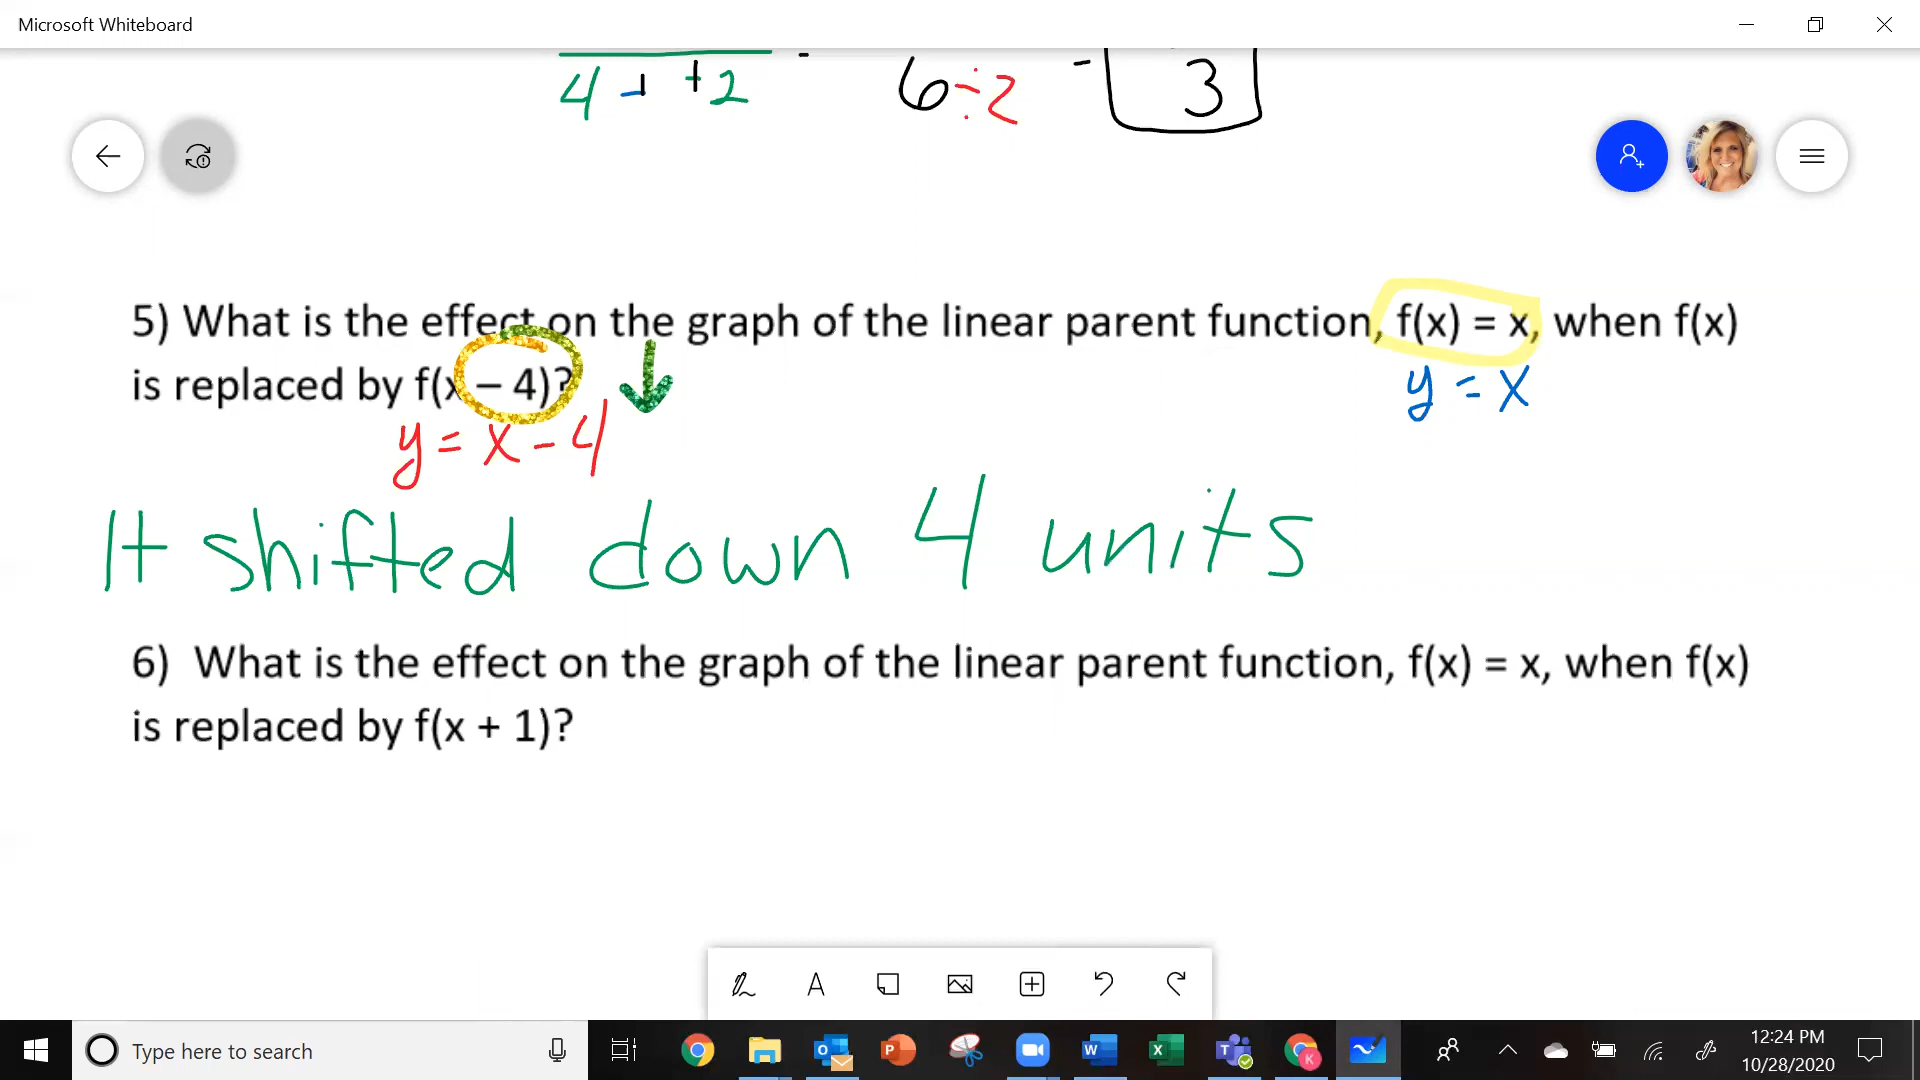 Microsoft Whiteboard
4 - 1 + 2 = 6 ÷ 2 = 3
5) What is the effect on the graph of the linear parent function, f(x) = x, when f(x)
is replaced by f(x – 4)?
y = x
y = x - 4
It shifted down 4 units
6) What is the effect on the graph of the linear parent function, f(x) = x, when f(x)
is replaced by f(x + 1)?
Type here to search
12:24 PM
10/28/2020